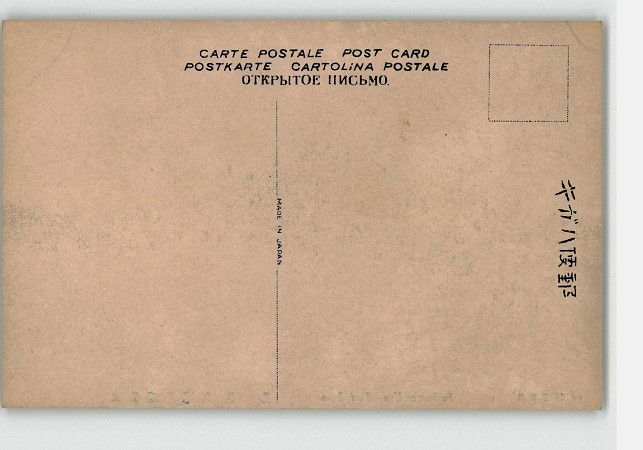 CARTE POSTALE POST CARD
POSTKARTE CARTOLINA POSTALE
ОТКРЫТОЕ ПИСЬМО.
MADE IN JAPAN
郵便ハガキ